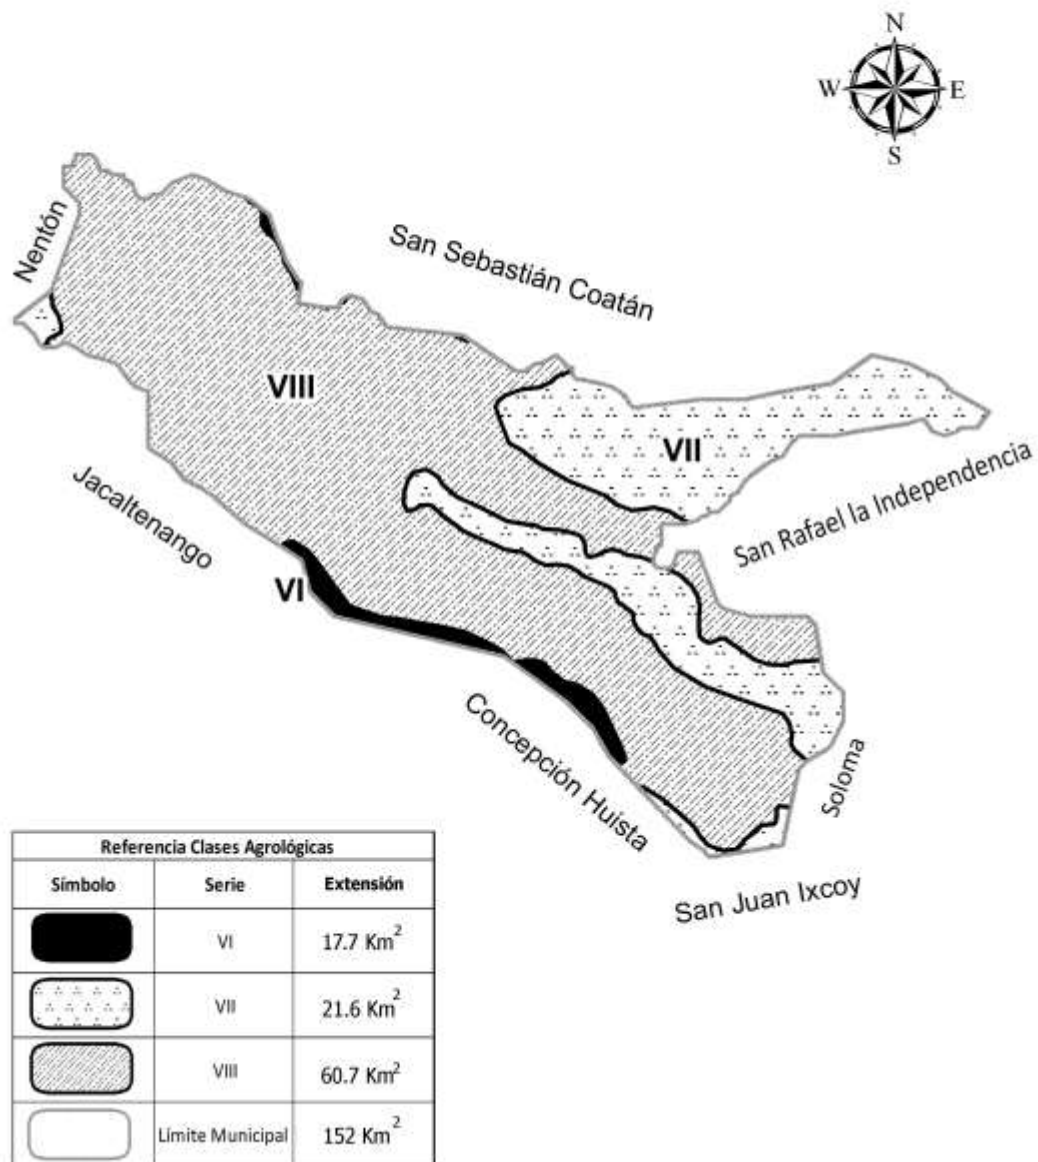 N
W E
S
Nentón
San Sebastián Coatán
VIII
VII
San Rafael la Independencia
Jacaltenango
VI
Concepción Huista
Soloma
San Juan Ixcoy
Referencia Clases Agrológicas
Símbolo Serie Extensión
VI 17.7 Km²
VII 21.6 Km²
VIII 60.7 Km²
Límite Municipal 152 Km²